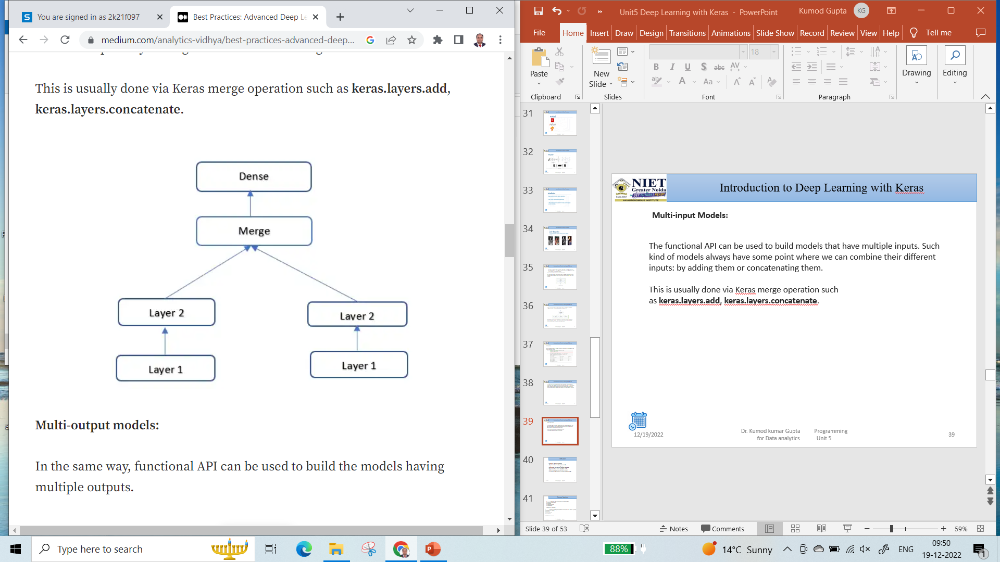 You are signed in as 2k21f097
Best Practices: Advanced Deep Le
medium.com/analytics-vidhya/best-practices-advanced-deep...
This is usually done via Keras merge operation such as keras.layers.add,
keras.layers.concatenate.
Dense
Merge
Layer 2
Layer 2
Layer 1
Layer 1
Multi-output models:
In the same way, functional API can be used to build the models having
multiple outputs.
Unit5 Deep Learning with Keras - PowerPoint
Kumod Gupta
KG
File Home Insert Draw Design Transitions Animations Slide Show Record Review View Help Tell me
Paste
New
Slide
18
Drawing
Editing
Clipboard
Slides
Font
Paragraph
31
32
33
34
35
36
37
38
39
40
41
NIET
Greater Noida
GET FUTURE READY
AN AUTONOMOUS INSTITUTE
Introduction to Deep Learning with Keras
Multi-input Models:
The functional API can be used to build models that have multiple inputs. Such
kind of models always have some point where we can combine their different
inputs: by adding them or concatenating them.
This is usually done via Keras merge operation such
as keras.layers.add, keras.layers.concatenate.
12/19/2022
Dr. Kumod kumar Gupta Programming
for Data analytics Unit 5
39
Slide 39 of 53
Notes
Comments
59%
Type here to search
88%
14°C Sunny
ENG
09:50
19-12-2022
1